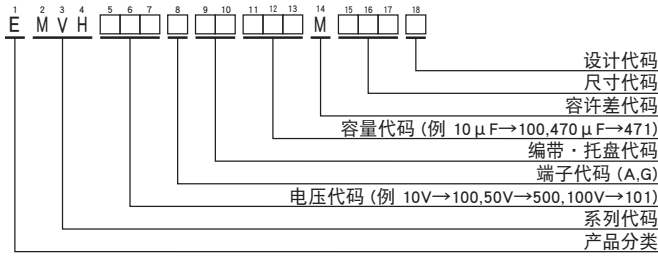 1 2 3 4 5 6 7 8 9 10 11 12 13 14 15 16 17 18
E M V H M
设计代码
尺寸代码
容许差代码
容量代码 (例 10μF→100,470μF→471)
编带・托盘代码
端子代码 (A,G)
电压代码 (例 10V→100,50V→500,100V→101)
系列代码
产品分类